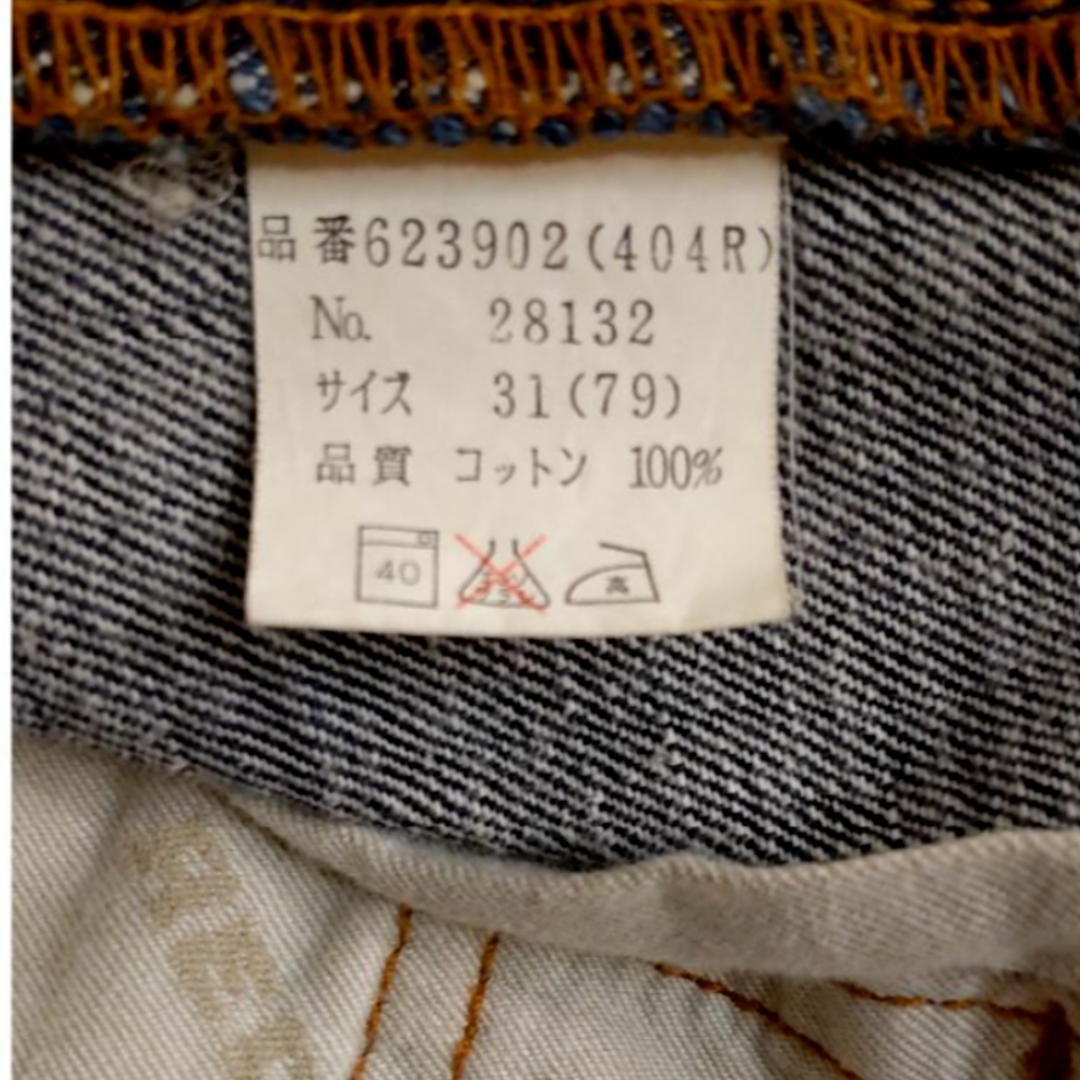 品番623902(404R)
No. 28132
サイズ 31(79)
品質 コットン 100%
40 高